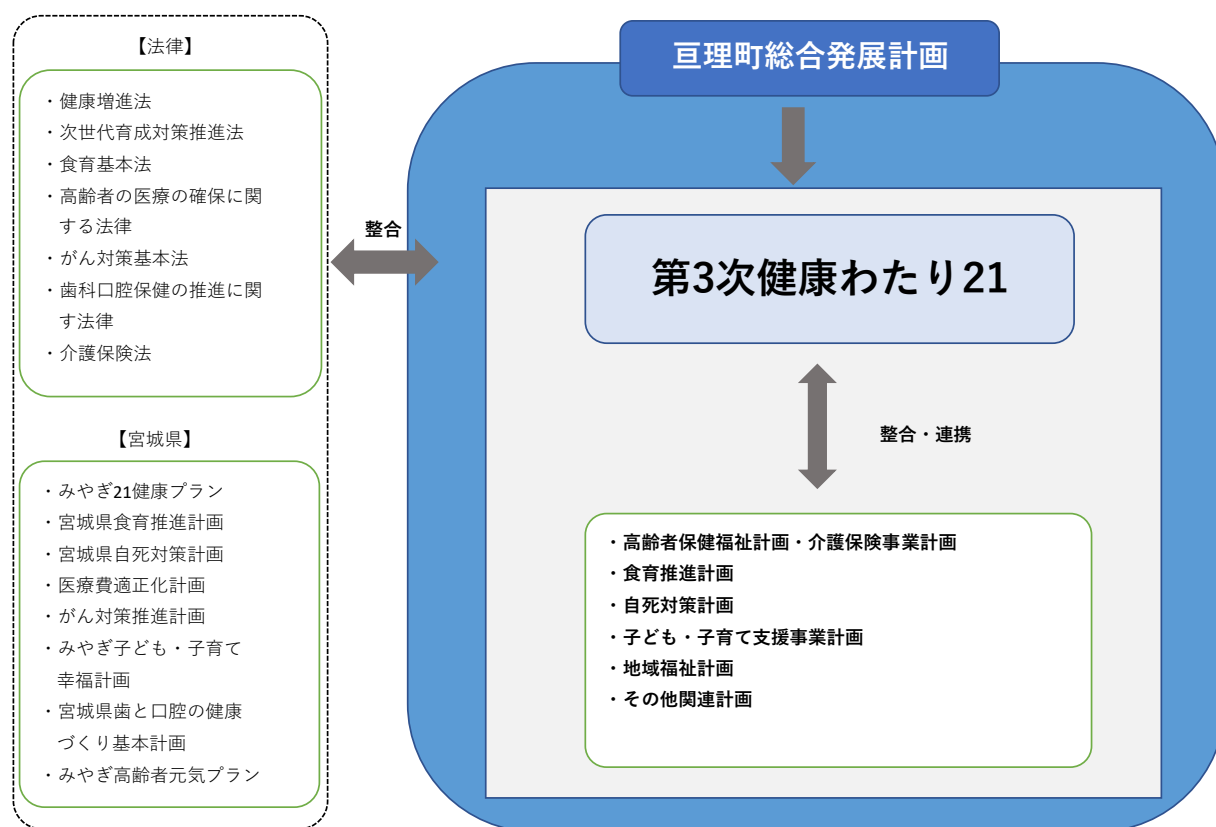 【法律】
・健康増進法
・次世代育成対策推進法
・食育基本法
・高齢者の医療の確保に関
する法律
・がん対策基本法
・歯科口腔保健の推進に関
す法律
・介護保険法
【宮城県】
・みやぎ21健康プラン
・宮城県食育推進計画
・宮城県自死対策計画
・医療費適正化計画
・がん対策推進計画
・みやぎ子ども・子育て
幸福計画
・宮城県歯と口腔の健康
づくり基本計画
・みやぎ高齢者元気プラン
整合
亘理町総合発展計画
第3次健康わたり21
整合・連携
・高齢者保健福祉計画・介護保険事業計画
・食育推進計画
・自死対策計画
・子ども・子育て支援事業計画
・地域福祉計画
・その他関連計画